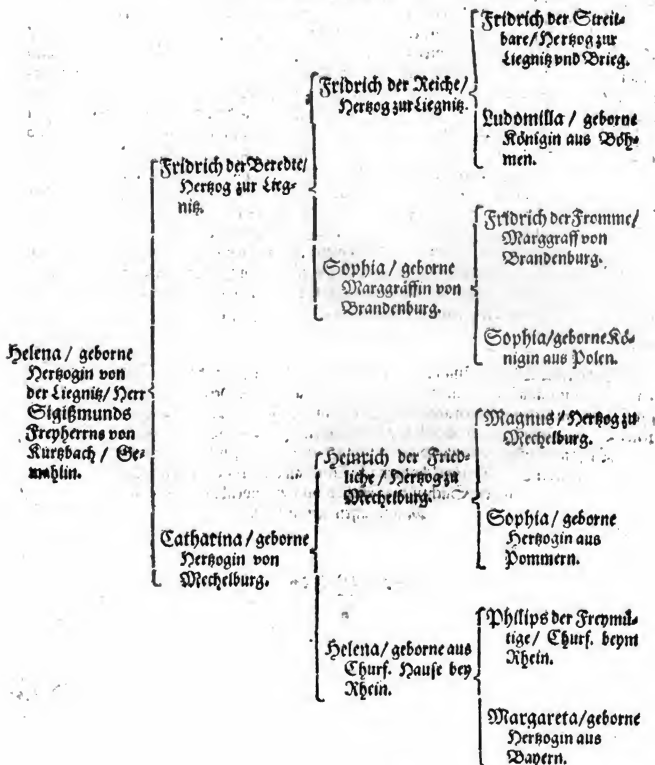 Helena / geborne
Hertzogin von
der Liegnitz / Herr
Sigißmunds
Freyherrns von
Kurtzbach / Ge-
mahlin.
Fridrich der Beredte/
Hertzog zur Lieg-
nitz.
Fridrich der Reiche/
Hertzog zur Liegnitz.
Fridrich der Streit-
bare / Hertzog zur
Liegnitz vnd Brieg.
Ludomilla / geborne
Königin aus Böh-
men.
Sophia / geborne
Marggräffin von
Brandenburg.
Fridrich der Fromme/
Marggraff von
Brandenburg.
Sophia/geborne Kö-
nigin aus Polen.
Catharina / geborne
Hertzogin von
Mechelburg.
Heinrich der Fried-
liche / Hertzog zu
Mechelburg.
Magnus / Hertzog zu
Mechelburg.
Sophia / geborne
Hertzogin aus
Pommern.
Helena / geborne aus
Churf. Hause bey
Rhein.
Philips der Freymü-
tige / Churf. beym
Rhein.
Margareta/geborne
Hertzogin aus
Bayern.